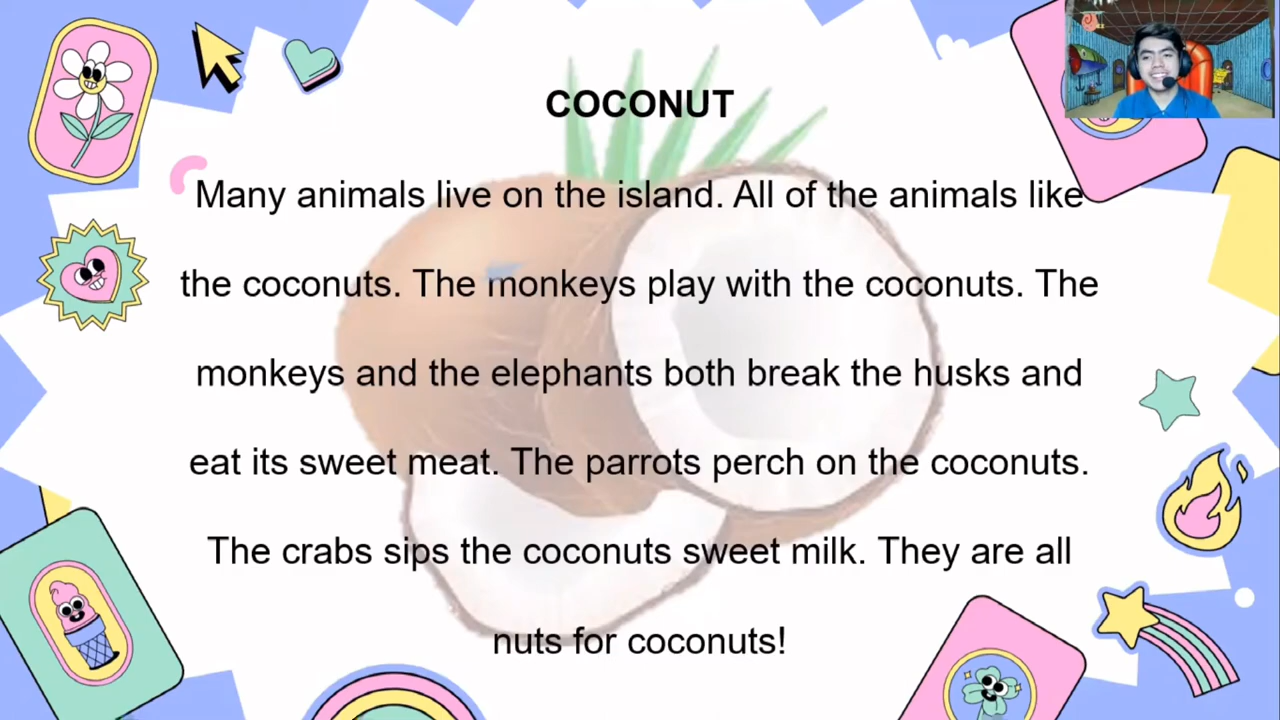 COCONUT
Many animals live on the island. All of the animals like
the coconuts. The monkeys play with the coconuts. The
monkeys and the elephants both break the husks and
eat its sweet meat. The parrots perch on the coconuts.
The crabs sips the coconuts sweet milk. They are all
nuts for coconuts!